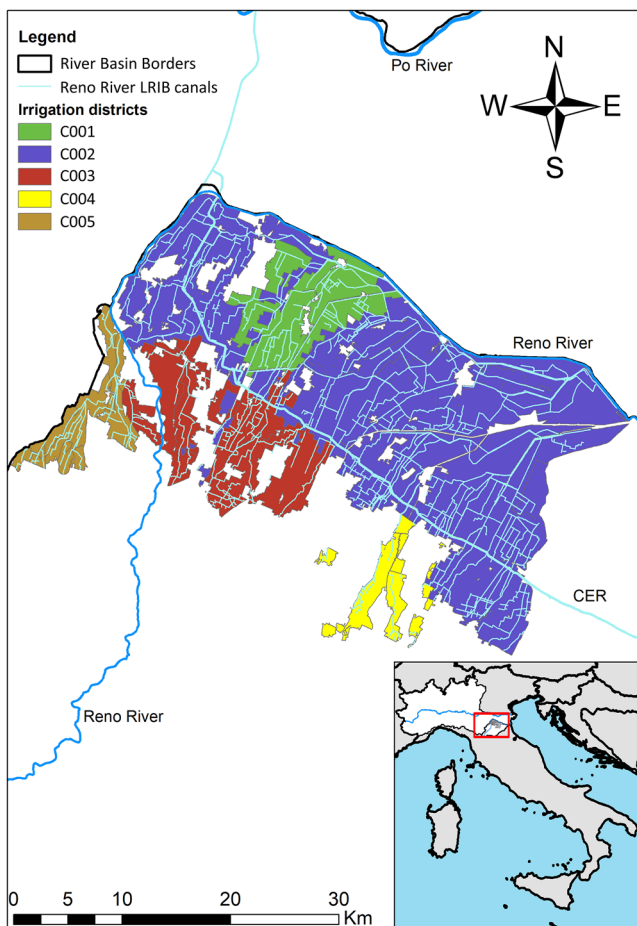 Legend
River Basin Borders
Reno River LRIB canals
Irrigation districts
C001
C002
C003
C004
C005
Po River
N
W E
S
Reno River
CER
Reno River
0 5 10 20 30
Km